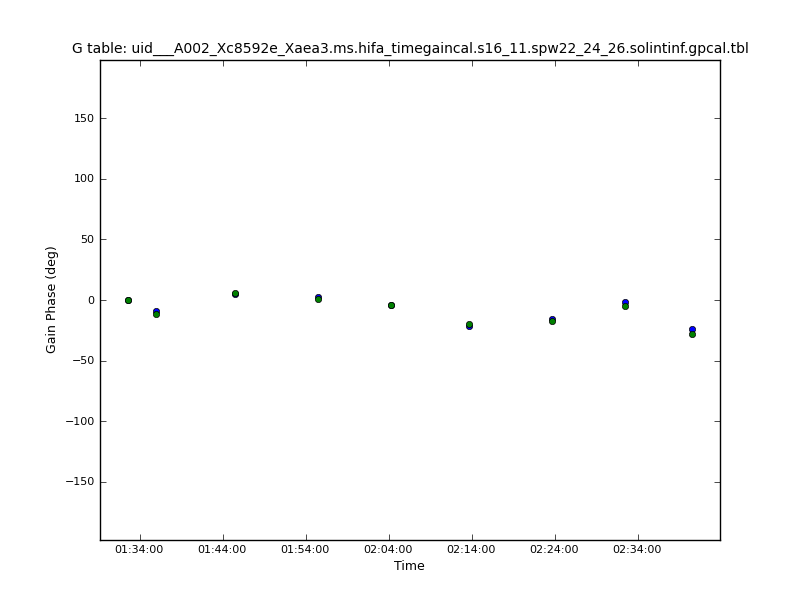 G table: uid___A002_Xc8592e_Xaea3.ms.hifa_timegaincal.s16_11.spw22_24_26.solintinf.gpcal.tbl
150
100
50
0
−50
−100
−150
Gain Phase (deg)
01:34:00 01:44:00 01:54:00 02:04:00 02:14:00 02:24:00 02:34:00
Time